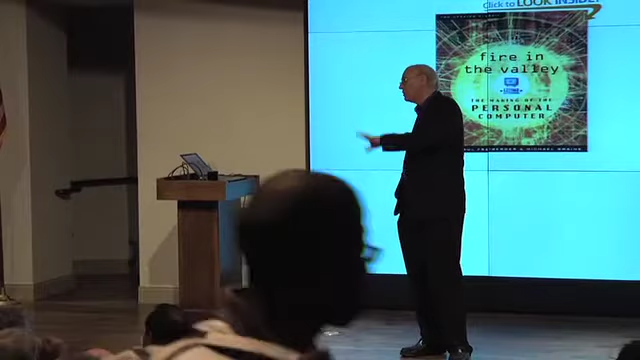 Click to LOOK INSIDE!
fire in
the valley
THE MAKING OF THE
PERSONAL
COMPUTER